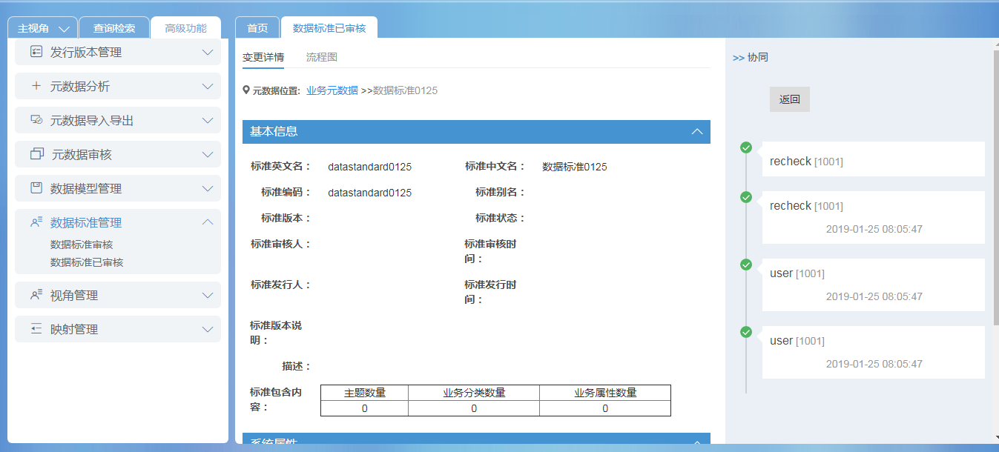 主视角
查询检索
高级功能
首页
数据标准已审核
发行版本管理
元数据分析
元数据导入导出
元数据审核
数据模型管理
数据标准管理
数据标准审核
数据标准已审核
视角管理
映射管理
变更详情 流程图
元数据位置: 业务元数据 >>数据标准0125
基本信息
标准英文名： datastandard0125 标准中文名： 数据标准0125
标准编码： datastandard0125 标准别名：
标准版本： 标准状态：
标准审核人： 标准审核时
间：
标准发行人： 标准发行时
间：
标准版本说
明：
描述：
标准包含内
容：
主题数量 业务分类数量 业务属性数量
0 0 0
系统属性
>> 协同
返回
recheck [1001]
recheck [1001]
2019-01-25 08:05:47
user [1001]
2019-01-25 08:05:47
user [1001]
2019-01-25 08:05:47